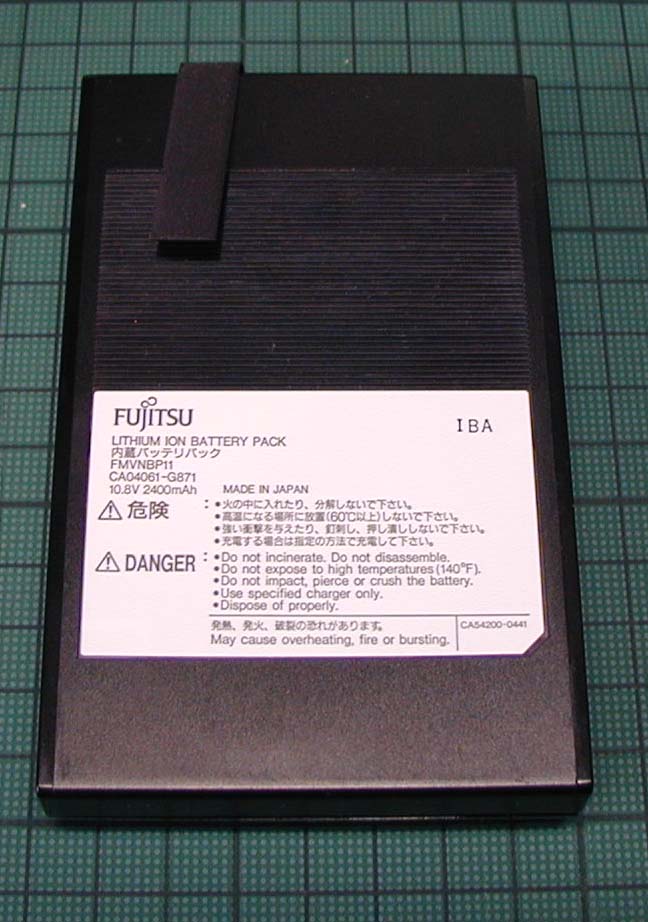 FUJITSU
IBA
LITHIUM ION BATTERY PACK
内蔵バッテリパック
FMVNBP11
CA04061-G871
10.8V 2400mAh MADE IN JAPAN
⚠危険 : •火の中に入れたり、分解しないで下さい。
•高温になる場所に放置(60℃以上)しないで下さい。
•強い衝撃を与えたり、釘刺し、押し潰ししないで下さい。
•充電する場合は指定の方法で充電して下さい。
⚠DANGER : •Do not incinerate. Do not disassemble.
•Do not expose to high temperatures (140°F).
•Do not impact, pierce or crush the battery.
•Use specified charger only.
•Dispose of properly.
発熱、発火、破裂の恐れがあります。
May cause overheating, fire or bursting.
CA54200-0441